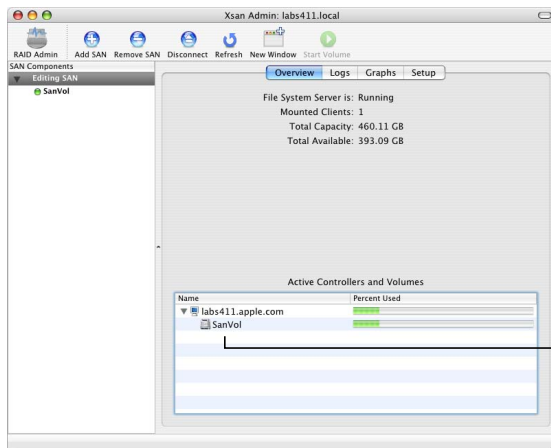 Xsan Admin: labs411.local
RAID Admin Add SAN Remove SAN Disconnect Refresh New Window Start Volume
SAN Components
Editing SAN
SanVol
Overview Logs Graphs Setup
File System Server is: Running
Mounted Clients: 1
Total Capacity: 460.11 GB
Total Available: 393.09 GB
Active Controllers and Volumes
Name Percent Used
labs411.apple.com
SanVol